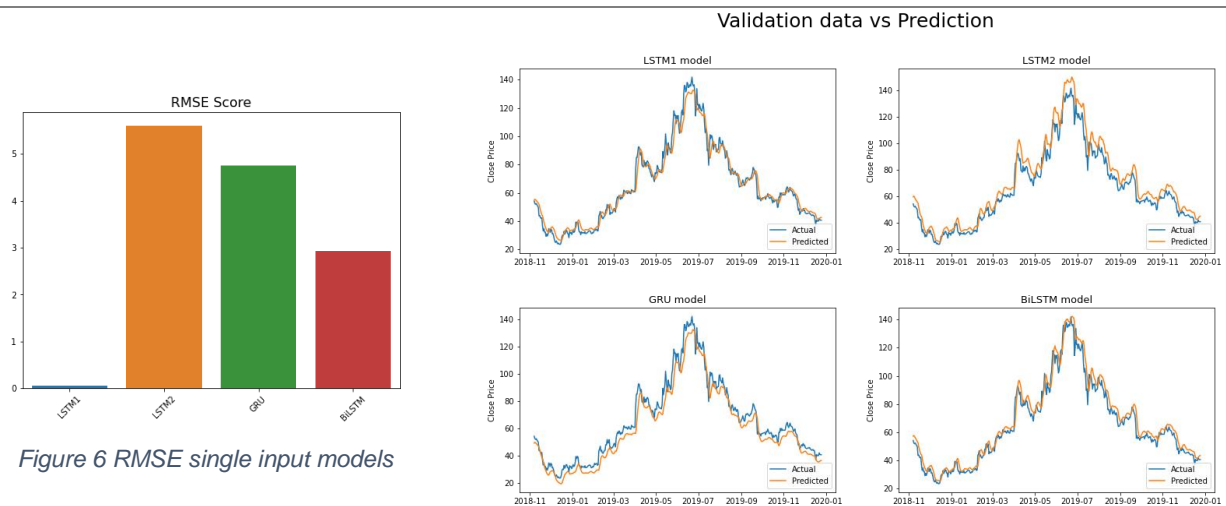 Validation data vs Prediction
RMSE Score
5
4
3
2
1
0
LSTM1
LSTM2
GRU
BiLSTM
Figure 6 RMSE single input models
LSTM1 model
Close Price
140
120
100
80
60
40
20
2018-11 2019-01 2019-03 2019-05 2019-07 2019-09 2019-11 2020-01
Actual
Predicted
LSTM2 model
Close Price
140
120
100
80
60
40
20
2018-11 2019-01 2019-03 2019-05 2019-07 2019-09 2019-11 2020-01
Actual
Predicted
GRU model
Close Price
140
120
100
80
60
40
20
2018-11 2019-01 2019-03 2019-05 2019-07 2019-09 2019-11 2020-01
Actual
Predicted
BiLSTM model
Close Price
140
120
100
80
60
40
20
2018-11 2019-01 2019-03 2019-05 2019-07 2019-09 2019-11 2020-01
Actual
Predicted